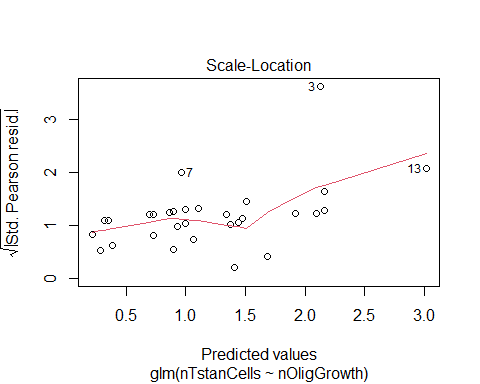 Scale-Location
√|Std. Pearson resid.|
3
2
1
0
3
7
13
0.5 1.0 1.5 2.0 2.5 3.0
Predicted values
glm(nTstanCells ~ nOligGrowth)